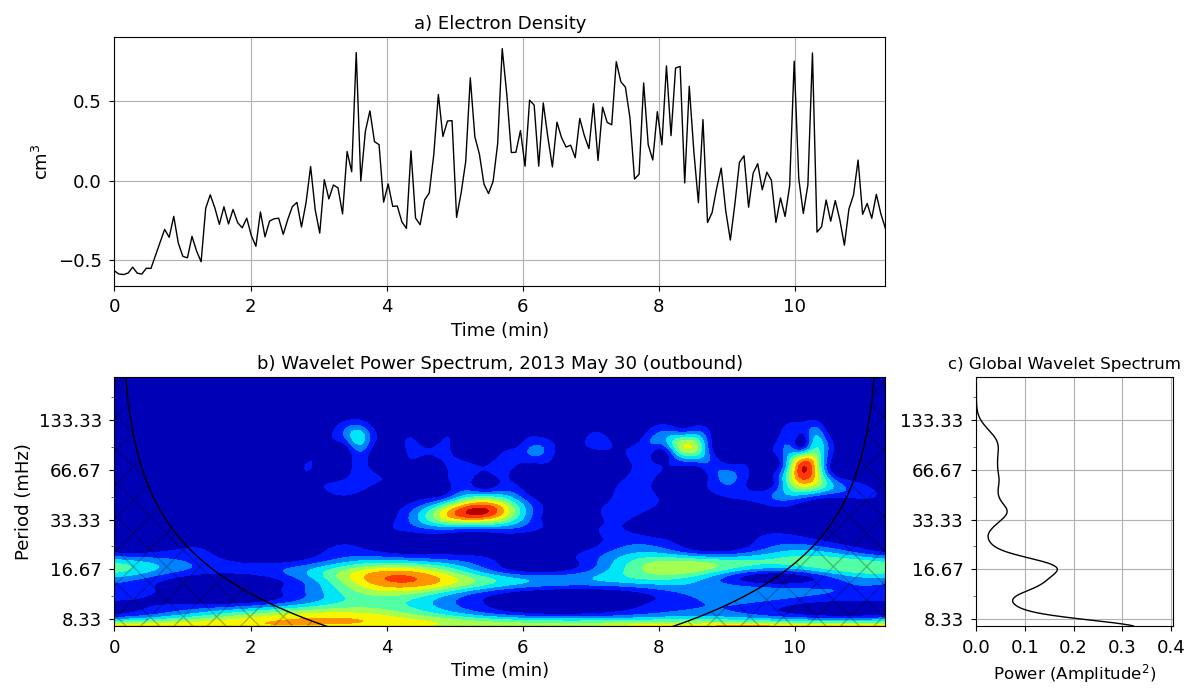 a) Electron Density
cm³
0.5
0.0
−0.5
0 2 4 6 8 10
Time (min)
b) Wavelet Power Spectrum, 2013 May 30 (outbound)
Period (mHz)
133.33
66.67
33.33
16.67
8.33
0 2 4 6 8 10
Time (min)
c) Global Wavelet Spectrum
133.33
66.67
33.33
16.67
8.33
0.0 0.1 0.2 0.3 0.4
Power (Amplitude²)